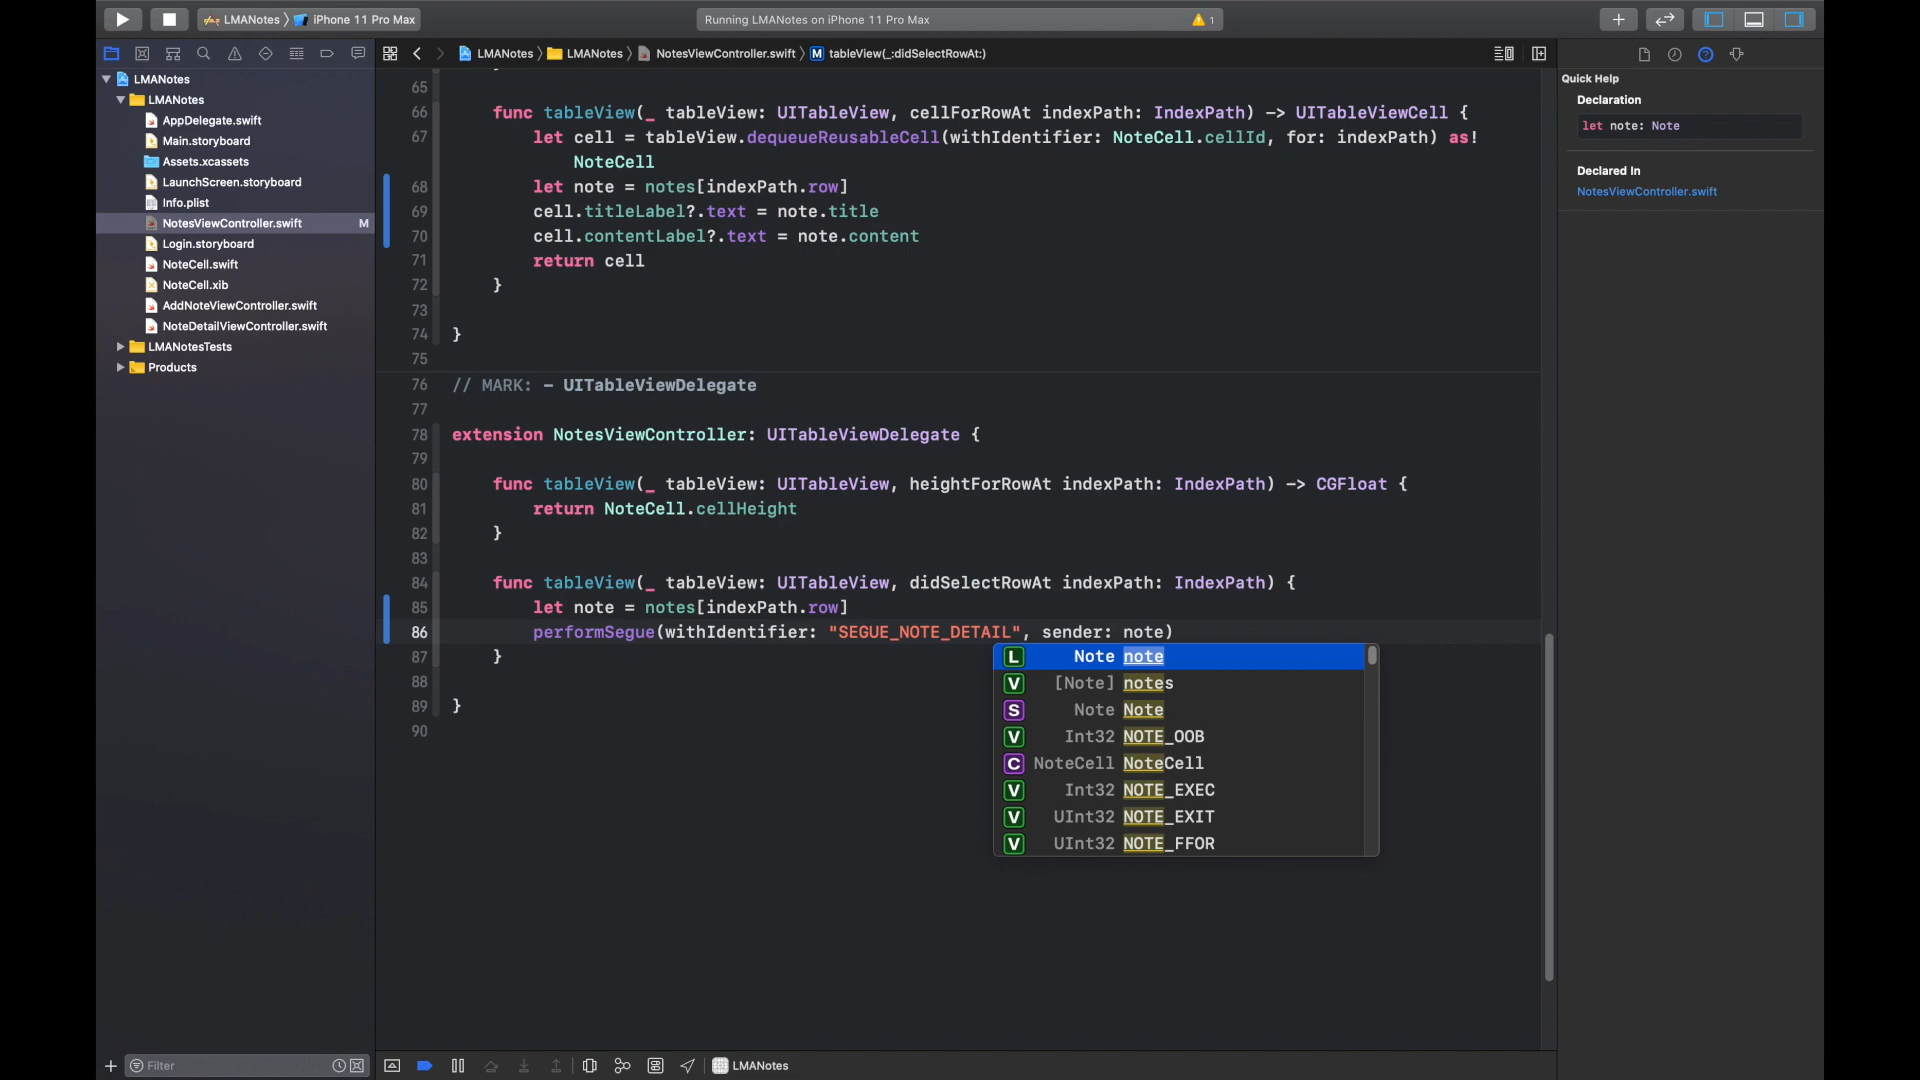 LMANotes 〉 iPhone 11 Pro Max
Running LMANotes on iPhone 11 Pro Max
1
LMANotes 〉 LMANotes 〉 NotesViewController.swift 〉 M tableView(_:didSelectRowAt:)
LMANotes
LMANotes
AppDelegate.swift
Main.storyboard
Assets.xcassets
LaunchScreen.storyboard
Info.plist
NotesViewController.swift M
Login.storyboard
NoteCell.swift
NoteCell.xib
AddNoteViewController.swift
NoteDetailViewController.swift
LMANotesTests
Products
Filter
65
66 func tableView(_ tableView: UITableView, cellForRowAt indexPath: IndexPath) -> UITableViewCell {
67 let cell = tableView.dequeueReusableCell(withIdentifier: NoteCell.cellId, for: indexPath) as!
NoteCell
68 let note = notes[indexPath.row]
69 cell.titleLabel?.text = note.title
70 cell.contentLabel?.text = note.content
71 return cell
72 }
73
74 }
75
76 // MARK: - UITableViewDelegate
77
78 extension NotesViewController: UITableViewDelegate {
79
80 func tableView(_ tableView: UITableView, heightForRowAt indexPath: IndexPath) -> CGFloat {
81 return NoteCell.cellHeight
82 }
83
84 func tableView(_ tableView: UITableView, didSelectRowAt indexPath: IndexPath) {
85 let note = notes[indexPath.row]
86 performSegue(withIdentifier: "SEGUE_NOTE_DETAIL", sender: note)
87 }
88
89 }
90
L Note note
V [Note] notes
S Note Note
V Int32 NOTE_OOB
C NoteCell NoteCell
V Int32 NOTE_EXEC
V UInt32 NOTE_EXIT
V UInt32 NOTE_FFOR
LMANotes
Quick Help
Declaration
let note: Note
Declared In
NotesViewController.swift